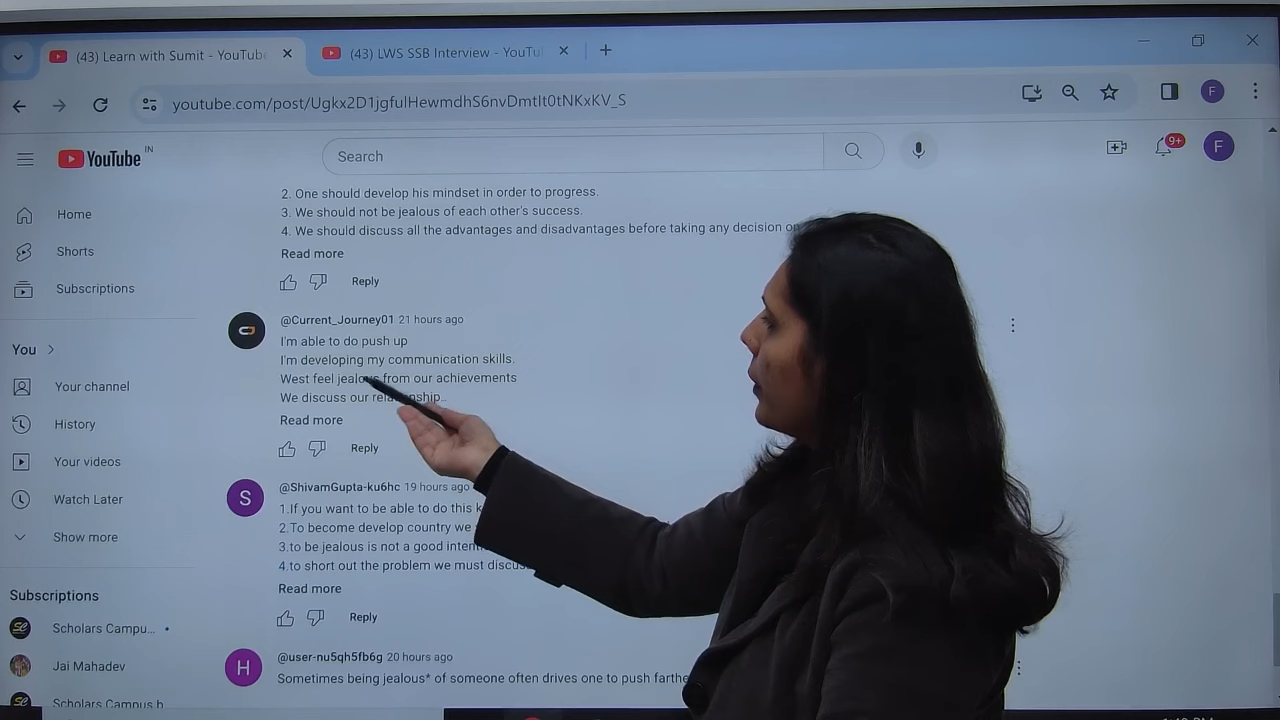 (43) Learn with Sumit - YouTube
(43) LWS SSB Interview - YouTu
youtube.com/post/Ugkx2D1jgfulHewmdhS6nvDmtIt0tNKxKV_S
F
YouTube IN
Search
9+
F
Home
Shorts
Subscriptions
You
Your channel
History
Your videos
Watch Later
Show more
Subscriptions
Scholars Campu...
Jai Mahadev
Scholars Campus b
2. One should develop his mindset in order to progress.
3. We should not be jealous of each other's success.
4. We should discuss all the advantages and disadvantages before taking any decision on
Read more
Reply
@Current_Journey01 21 hours ago
I'm able to do push up
I'm developing my communication skills.
West feel jealous from our achievements
We discuss our relationship..
Read more
Reply
S
@ShivamGupta-ku6hc 19 hours ago
1.If you want to be able to do this k
2.To become develop country we
3.to be jealous is not a good intenti
4.to short out the problem we must discus
Read more
Reply
H
@user-nu5qh5fb6g 20 hours ago
Sometimes being jealous* of someone often drives one to push farthe